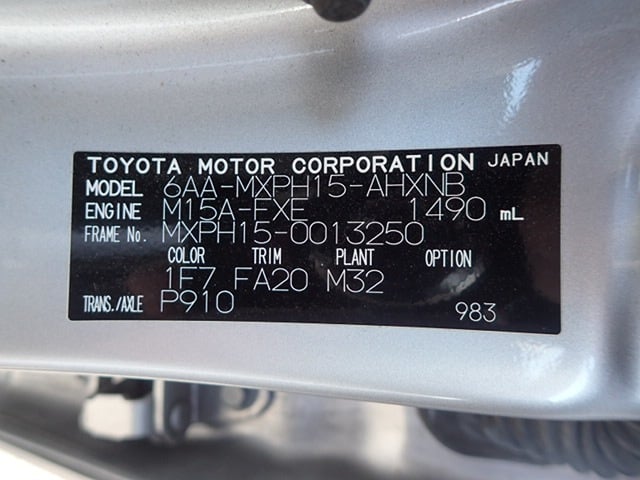 TOYOTA MOTOR CORPORATION JAPAN
MODEL 6AA-MXPH15-AHXNB
ENGINE M15A-FXE 1490 mL
FRAME No. MXPH15-0013250
COLOR TRIM PLANT OPTION
1F7 FA20 M32
TRANS./AXLE P910 983